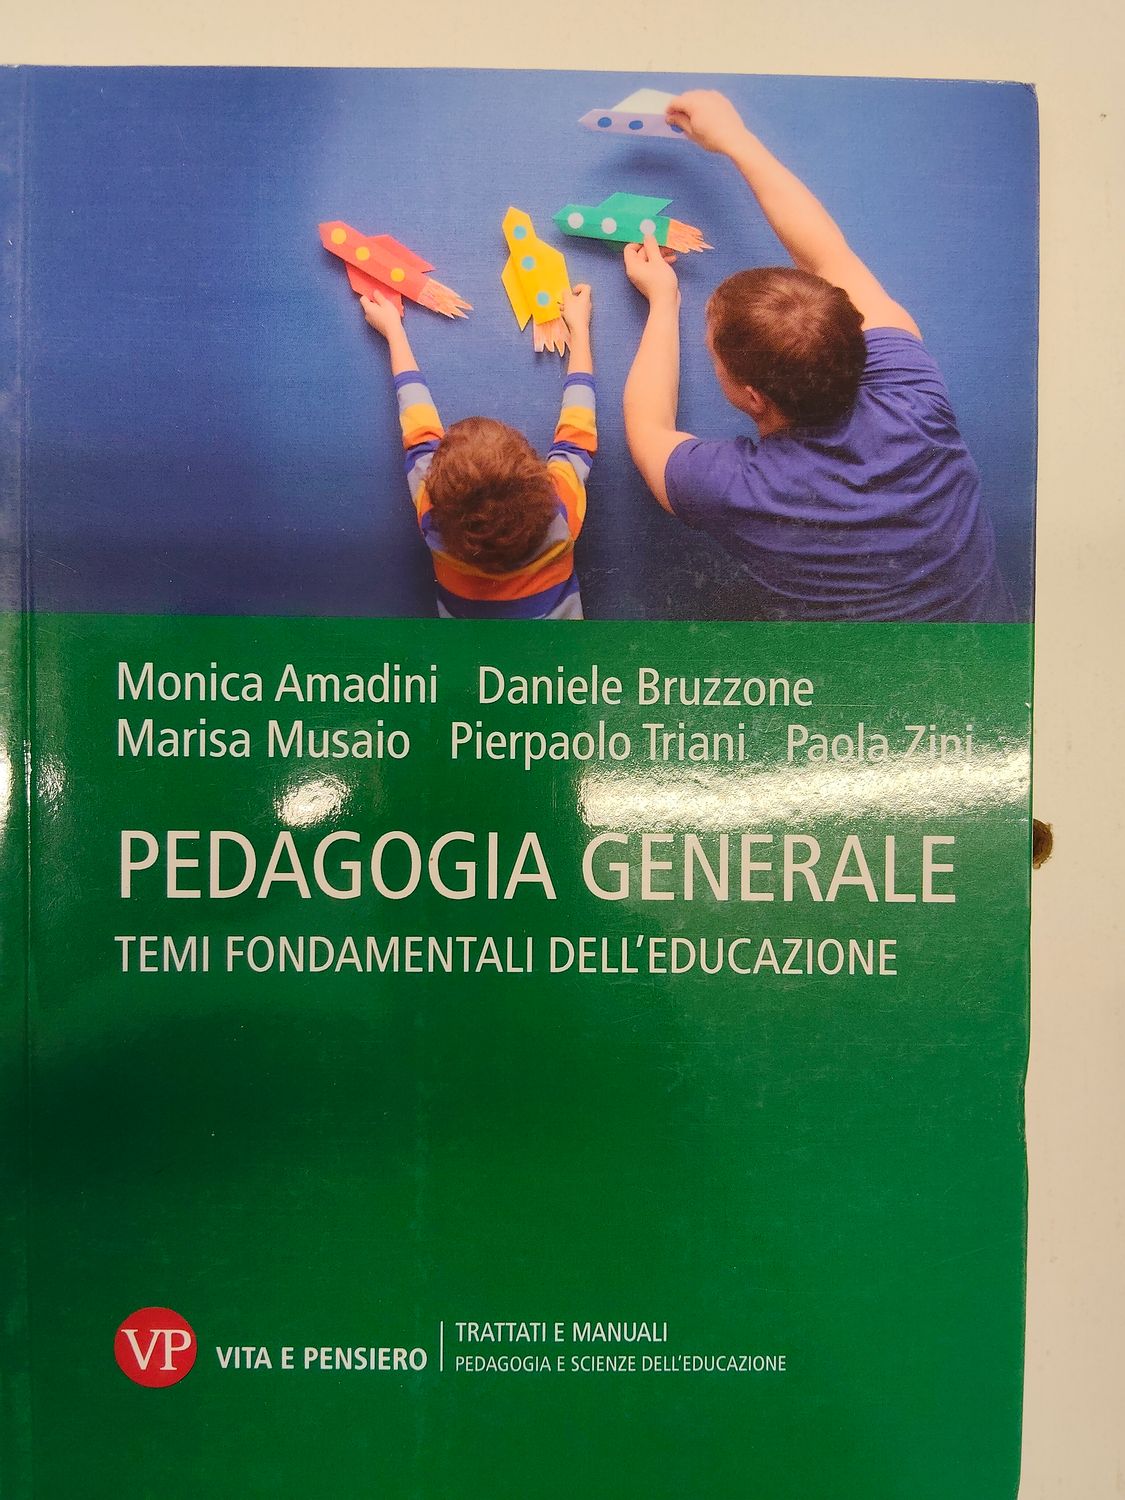 Monica Amadini Daniele Bruzzone
Marisa Musaio Pierpaolo Triani Paola Zini
PEDAGOGIA GENERALE
TEMI FONDAMENTALI DELL'EDUCAZIONE
VP VITA E PENSIERO
TRATTATI E MANUALI
PEDAGOGIA E SCIENZE DELL'EDUCAZIONE